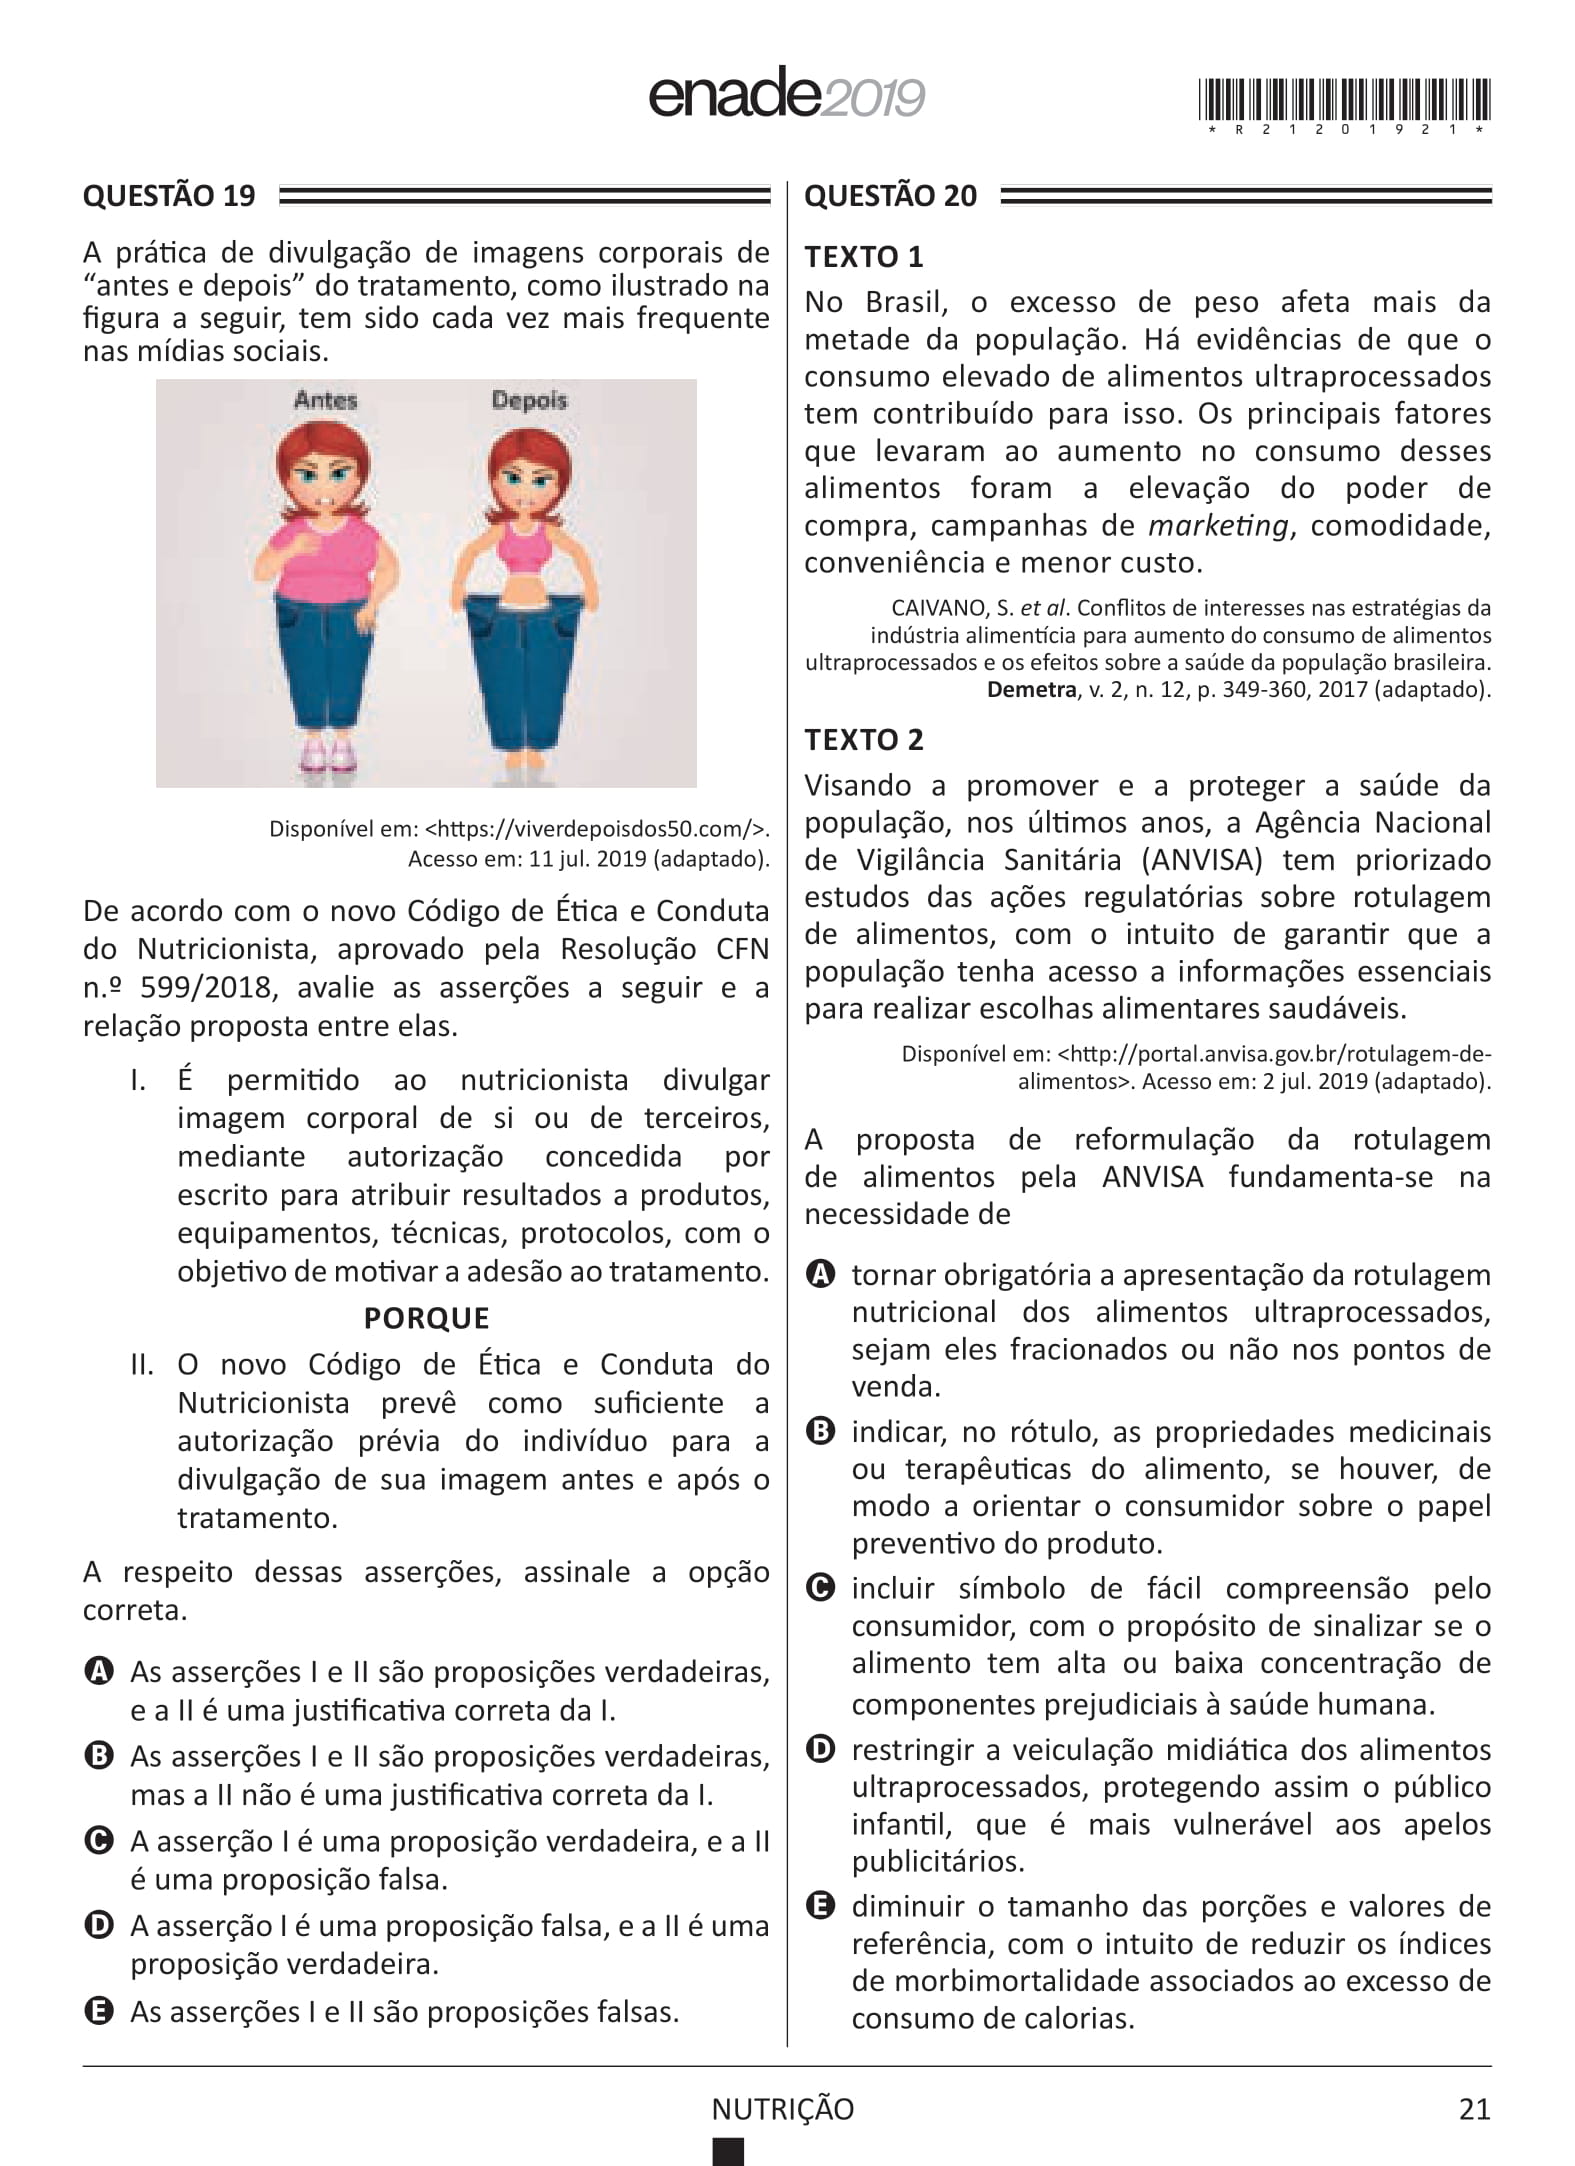 enade2019
*R21201921*
QUESTÃO 19
A prática de divulgação de imagens corporais de
“antes e depois” do tratamento, como ilustrado na
figura a seguir, tem sido cada vez mais frequente
nas mídias sociais.
Antes
Depois
Disponível em: <https://viverdepoisdos50.com/>.
Acesso em: 11 jul. 2019 (adaptado).
De acordo com o novo Código de Ética e Conduta
do Nutricionista, aprovado pela Resolução CFN
n.º 599/2018, avalie as asserções a seguir e a
relação proposta entre elas.
I. É permitido ao nutricionista divulgar
imagem corporal de si ou de terceiros,
mediante autorização concedida por
escrito para atribuir resultados a produtos,
equipamentos, técnicas, protocolos, com o
objetivo de motivar a adesão ao tratamento.
PORQUE
II. O novo Código de Ética e Conduta do
Nutricionista prevê como suficiente a
autorização prévia do indivíduo para a
divulgação de sua imagem antes e após o
tratamento.
A respeito dessas asserções, assinale a opção
correta.
A As asserções I e II são proposições verdadeiras,
e a II é uma justificativa correta da I.
B As asserções I e II são proposições verdadeiras,
mas a II não é uma justificativa correta da I.
C A asserção I é uma proposição verdadeira, e a II
é uma proposição falsa.
D A asserção I é uma proposição falsa, e a II é uma
proposição verdadeira.
E As asserções I e II são proposições falsas.
QUESTÃO 20
TEXTO 1
No Brasil, o excesso de peso afeta mais da
metade da população. Há evidências de que o
consumo elevado de alimentos ultraprocessados
tem contribuído para isso. Os principais fatores
que levaram ao aumento no consumo desses
alimentos foram a elevação do poder de
compra, campanhas de marketing, comodidade,
conveniência e menor custo.
CAIVANO, S. et al. Conflitos de interesses nas estratégias da
indústria alimentícia para aumento do consumo de alimentos
ultraprocessados e os efeitos sobre a saúde da população brasileira.
Demetra, v. 2, n. 12, p. 349-360, 2017 (adaptado).
TEXTO 2
Visando a promover e a proteger a saúde da
população, nos últimos anos, a Agência Nacional
de Vigilância Sanitária (ANVISA) tem priorizado
estudos das ações regulatórias sobre rotulagem
de alimentos, com o intuito de garantir que a
população tenha acesso a informações essenciais
para realizar escolhas alimentares saudáveis.
Disponível em: <http://portal.anvisa.gov.br/rotulagem-de-
alimentos>. Acesso em: 2 jul. 2019 (adaptado).
A proposta de reformulação da rotulagem
de alimentos pela ANVISA fundamenta-se na
necessidade de
A tornar obrigatória a apresentação da rotulagem
nutricional dos alimentos ultraprocessados,
sejam eles fracionados ou não nos pontos de
venda.
B indicar, no rótulo, as propriedades medicinais
ou terapêuticas do alimento, se houver, de
modo a orientar o consumidor sobre o papel
preventivo do produto.
C incluir símbolo de fácil compreensão pelo
consumidor, com o propósito de sinalizar se o
alimento tem alta ou baixa concentração de
componentes prejudiciais à saúde humana.
D restringir a veiculação midiática dos alimentos
ultraprocessados, protegendo assim o público
infantil, que é mais vulnerável aos apelos
publicitários.
E diminuir o tamanho das porções e valores de
referência, com o intuito de reduzir os índices
de morbimortalidade associados ao excesso de
consumo de calorias.
NUTRIÇÃO
21